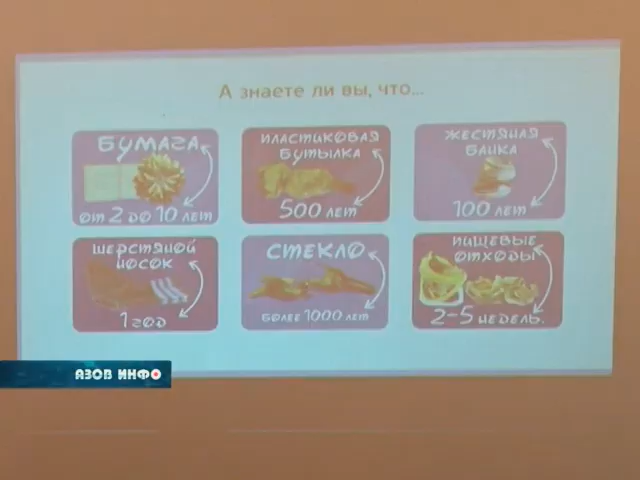 А знаете ли вы, что...
БУМАГА
от 2 до 10 лет
ПЛАСТИКОВАЯ
БУТЫЛКА
500 лет
ЖЕСТЯНАЯ
БАНКА
100 лет
ШЕРСТЯНОЙ
НОСОК
1 год
СТЕКЛО
БОЛЕЕ 1000 лет
ПИЩЕВЫЕ
ОТХОДЫ
2-5 НЕДЕЛЬ.
АЗОВ ИНФО